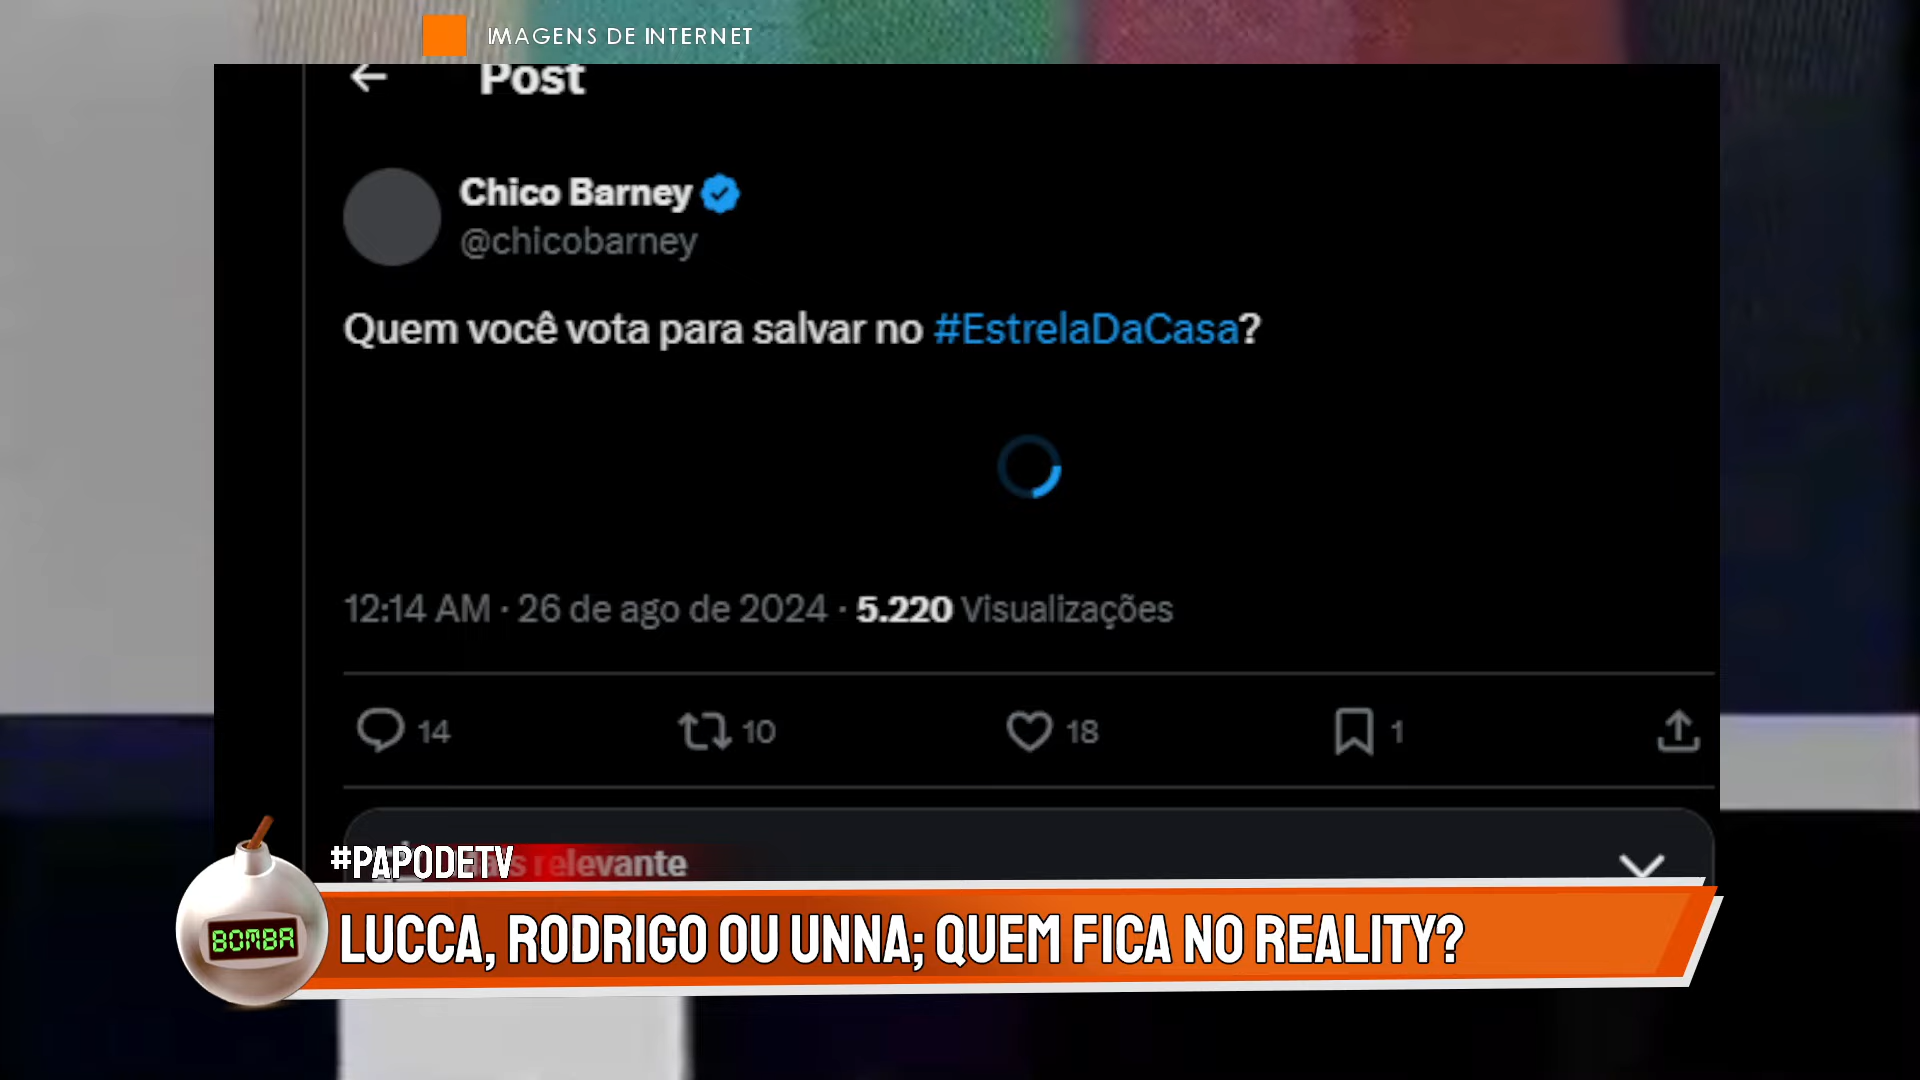 IMAGENS DE INTERNET
Post
Chico Barney
@chicobarney
Quem você vota para salvar no #EstrelaDaCasa?
12:14 AM · 26 de ago de 2024 · 5.220 Visualizações
14 10 18 1
relevante
#PAPODETV
BOMBA
LUCCA, RODRIGO OU UNNA; QUEM FICA NO REALITY?